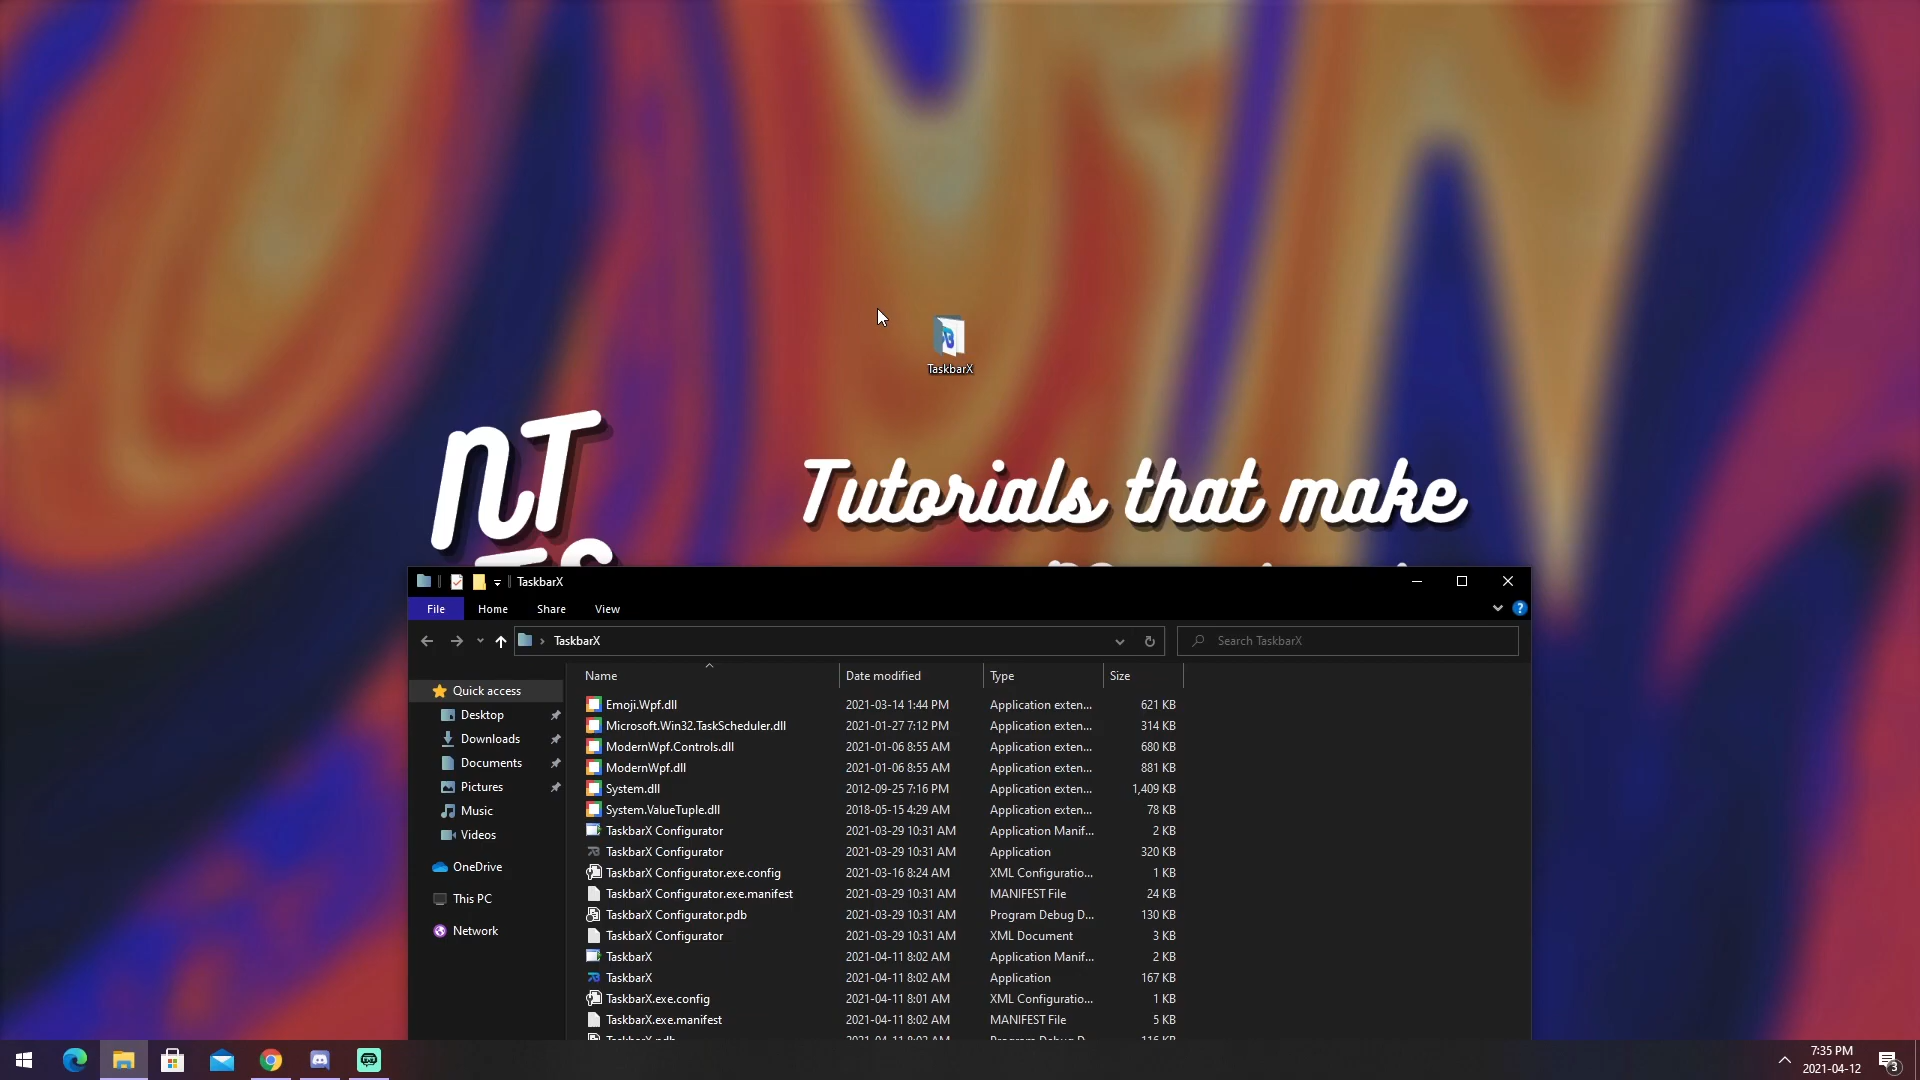 TaskbarX
NT
Tutorials that make
TaskbarX
File Home Share View
TaskbarX
Search TaskbarX
Name Date modified Type Size
Quick access
Desktop
Downloads
Documents
Pictures
Music
Videos
OneDrive
This PC
Network
Emoji.Wpf.dll 2021-03-14 1:44 PM Application exten... 621 KB
Microsoft.Win32.TaskScheduler.dll 2021-01-27 7:12 PM Application exten... 314 KB
ModernWpf.Controls.dll 2021-01-06 8:55 AM Application exten... 680 KB
ModernWpf.dll 2021-01-06 8:55 AM Application exten... 881 KB
System.dll 2012-09-25 7:16 PM Application exten... 1,409 KB
System.ValueTuple.dll 2018-05-15 4:29 AM Application exten... 78 KB
TaskbarX Configurator 2021-03-29 10:31 AM Application Manif... 2 KB
TaskbarX Configurator 2021-03-29 10:31 AM Application 320 KB
TaskbarX Configurator.exe.config 2021-03-16 8:24 AM XML Configuratio... 1 KB
TaskbarX Configurator.exe.manifest 2021-03-29 10:31 AM MANIFEST File 24 KB
TaskbarX Configurator.pdb 2021-03-29 10:31 AM Program Debug D... 130 KB
TaskbarX Configurator 2021-03-29 10:31 AM XML Document 3 KB
TaskbarX 2021-04-11 8:02 AM Application Manif... 2 KB
TaskbarX 2021-04-11 8:02 AM Application 167 KB
TaskbarX.exe.config 2021-04-11 8:01 AM XML Configuratio... 1 KB
TaskbarX.exe.manifest 2021-04-11 8:02 AM MANIFEST File 5 KB
7:35 PM
2021-04-12
3